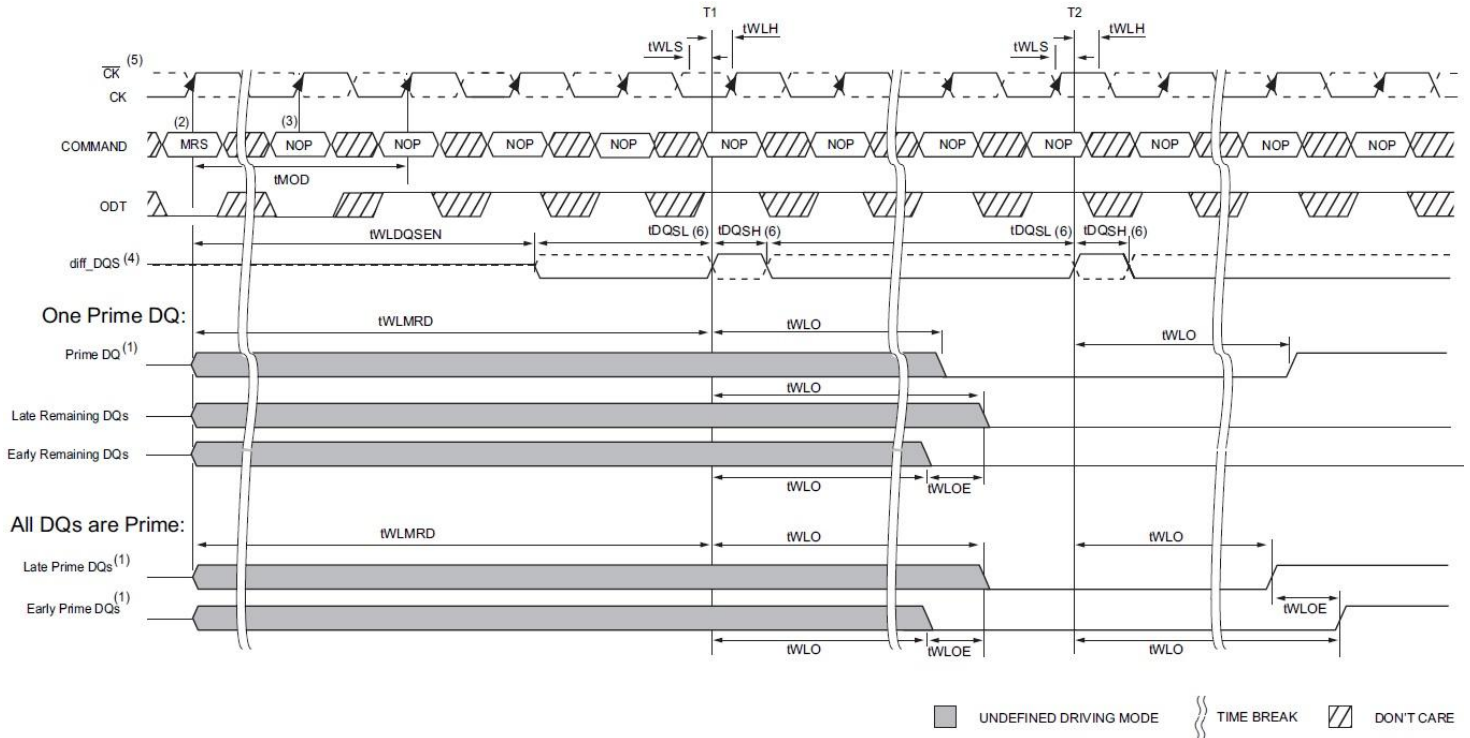 T1 T2
tWLH tWLH
tWLS tWLS
CK (5)
CK
(2) (3)
COMMAND MRS NOP NOP NOP NOP NOP NOP NOP NOP NOP NOP NOP
tMOD
ODT
tWLDQSEN tDQSL (6) tDQSH (6) tDQSL (6) tDQSH (6)
diff_DQS (4)
One Prime DQ:
tWLMRD tWLO tWLO
Prime DQ (1)
tWLO
Late Remaining DQs
Early Remaining DQs
tWLO tWLOE
All DQs are Prime:
tWLMRD tWLO tWLO
Late Prime DQs (1)
tWLOE
Early Prime DQs (1)
tWLO tWLOE tWLO
UNDEFINED DRIVING MODE TIME BREAK DON'T CARE